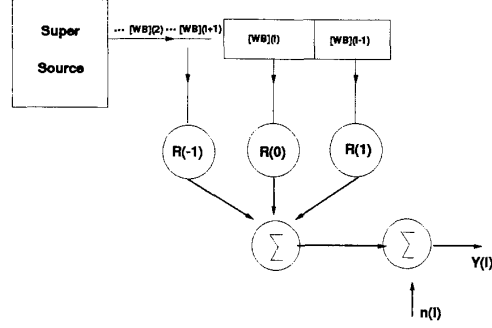 Super
Source
... [WB](2) ... [WB](l+1)
[WB](l)
[WB](l-1)
R(-1)
R(0)
R(1)
Σ
Σ
Y(l)
n(l)